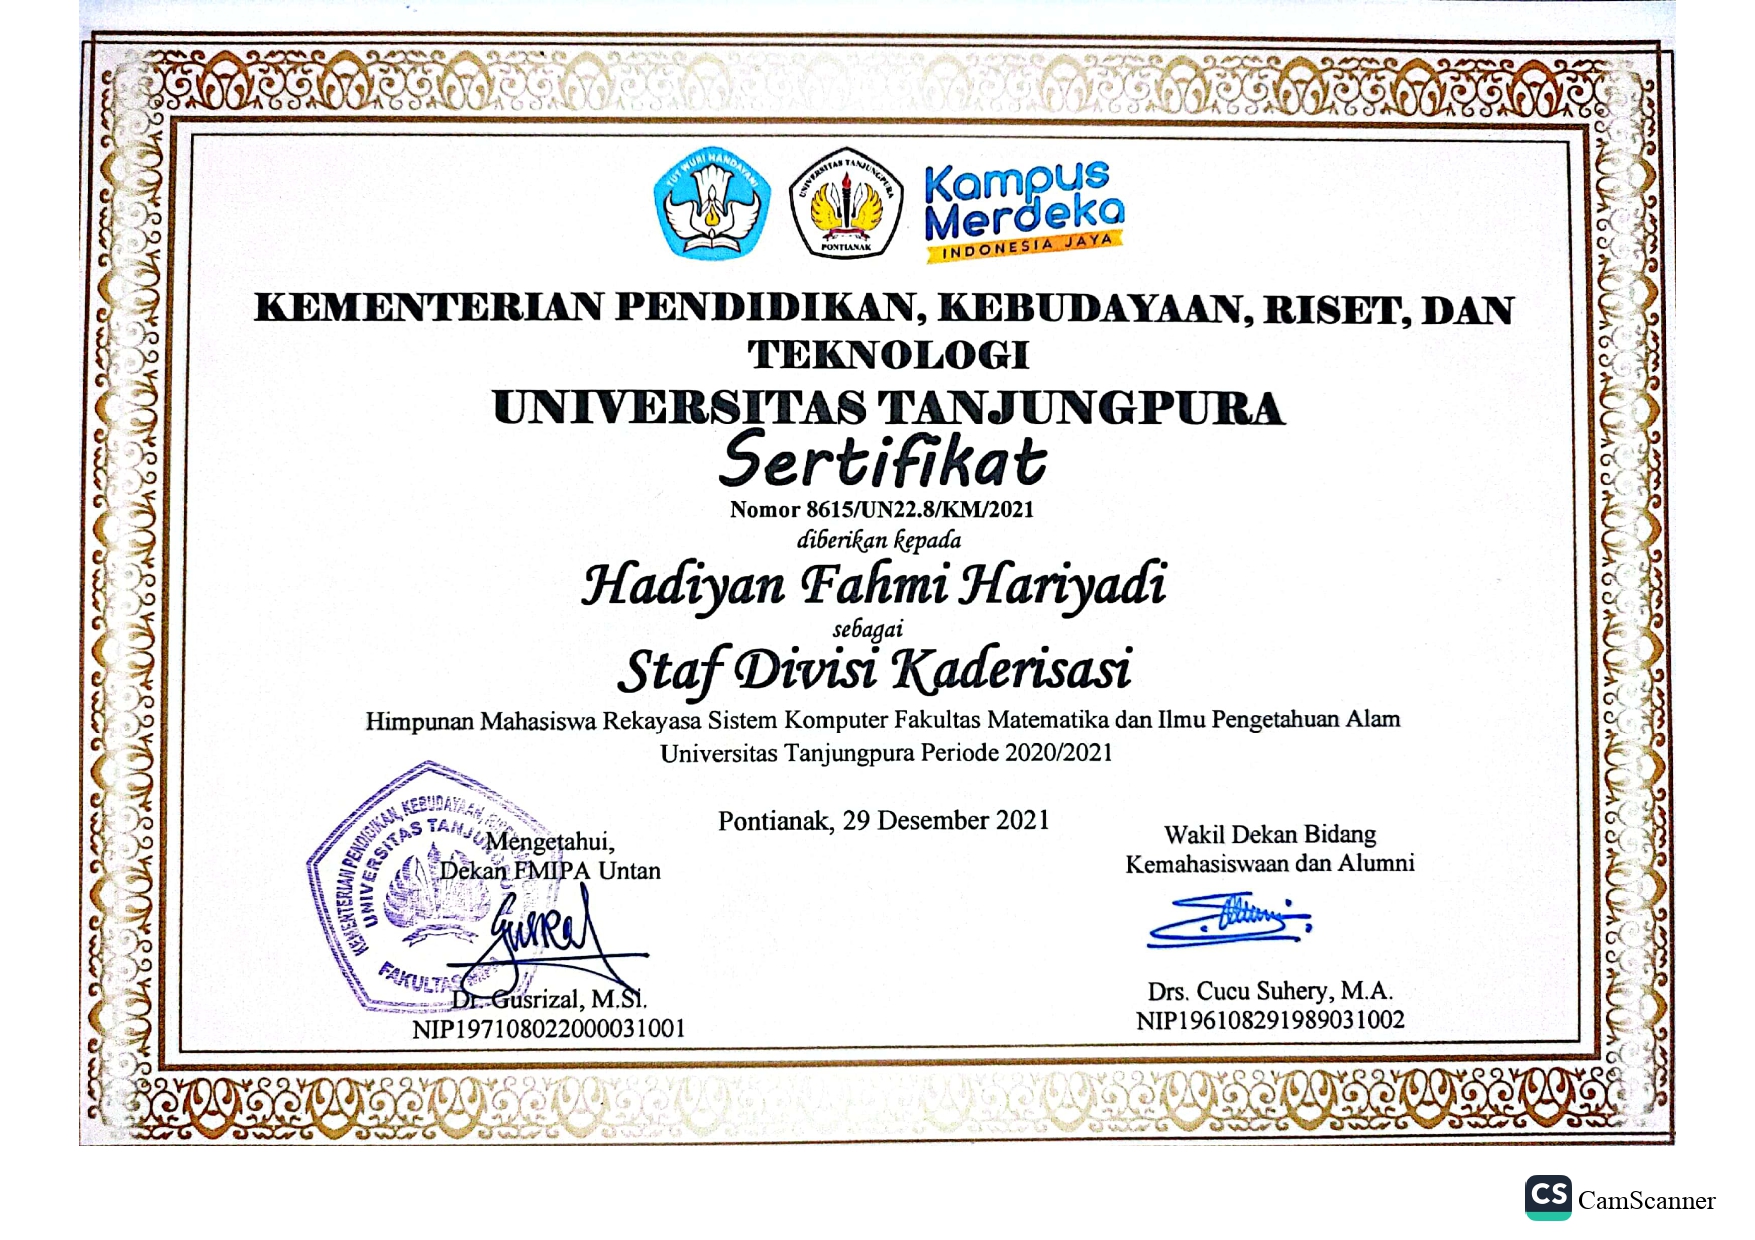 TUT WURI HANDAYANI
UNIVERSITAS TANJUNGPURA
PONTIANAK
Kampus
Merdeka
INDONESIA JAYA
KEMENTERIAN PENDIDIKAN, KEBUDAYAAN, RISET, DAN
TEKNOLOGI
UNIVERSITAS TANJUNGPURA
Sertifikat
Nomor 8615/UN22.8/KM/2021
diberikan kepada
Hadiyan Fahmi Hariyadi
sebagai
Staf Divisi Kaderisasi
Himpunan Mahasiswa Rekayasa Sistem Komputer Fakultas Matematika dan Ilmu Pengetahuan Alam
Universitas Tanjungpura Periode 2020/2021
Pontianak, 29 Desember 2021
Mengetahui,
Dekan FMIPA Untan
KEMENTERIAN PENDIDIKAN, KEBUDAYAAN,
UNIVERSITAS
FAKULTAS
Dr. Gusrizal, M.Si.
NIP197108022000031001
Wakil Dekan Bidang
Kemahasiswaan dan Alumni
Drs. Cucu Suhery, M.A.
NIP196108291989031002
CS CamScanner